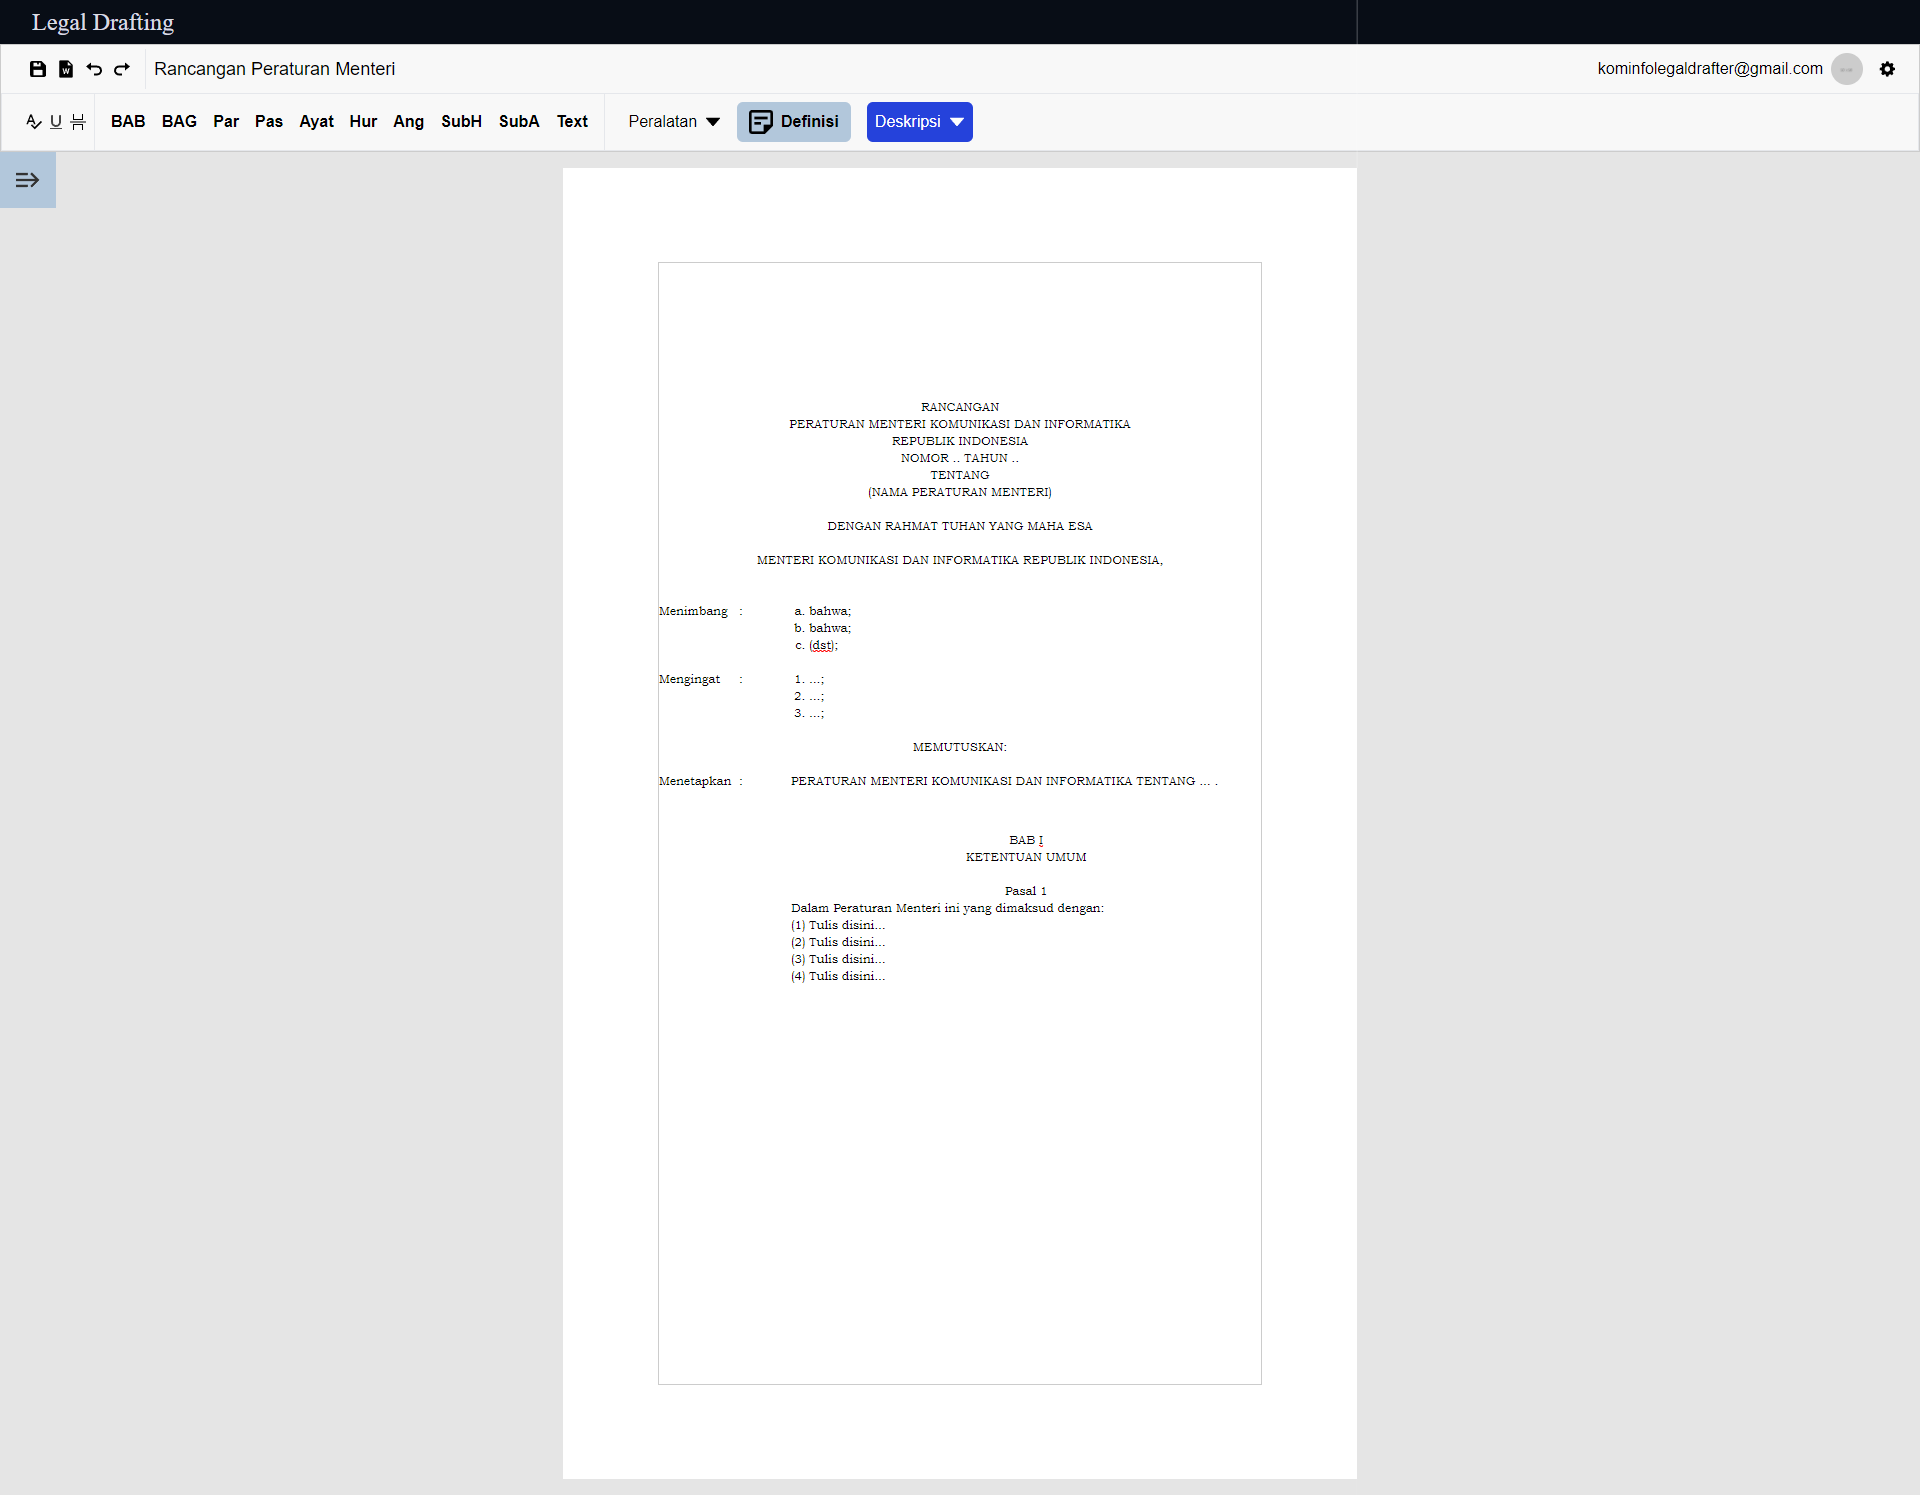 Legal Drafting
Rancangan Peraturan Menteri
kominfolegaldrafter@gmail.com
BAB BAG Par Pas Ayat Hur Ang SubH SubA Text Peralatan Definisi Deskripsi
RANCANGAN
PERATURAN MENTERI KOMUNIKASI DAN INFORMATIKA
REPUBLIK INDONESIA
NOMOR .. TAHUN ..
TENTANG
(NAMA PERATURAN MENTERI)
DENGAN RAHMAT TUHAN YANG MAHA ESA
MENTERI KOMUNIKASI DAN INFORMATIKA REPUBLIK INDONESIA,
Menimbang : a. bahwa;
b. bahwa;
c. (dst);
Mengingat : 1. ...;
2. ...;
3. ...;
MEMUTUSKAN:
Menetapkan : PERATURAN MENTERI KOMUNIKASI DAN INFORMATIKA TENTANG ... .
BAB I
KETENTUAN UMUM
Pasal 1
Dalam Peraturan Menteri ini yang dimaksud dengan:
(1) Tulis disini...
(2) Tulis disini...
(3) Tulis disini...
(4) Tulis disini...